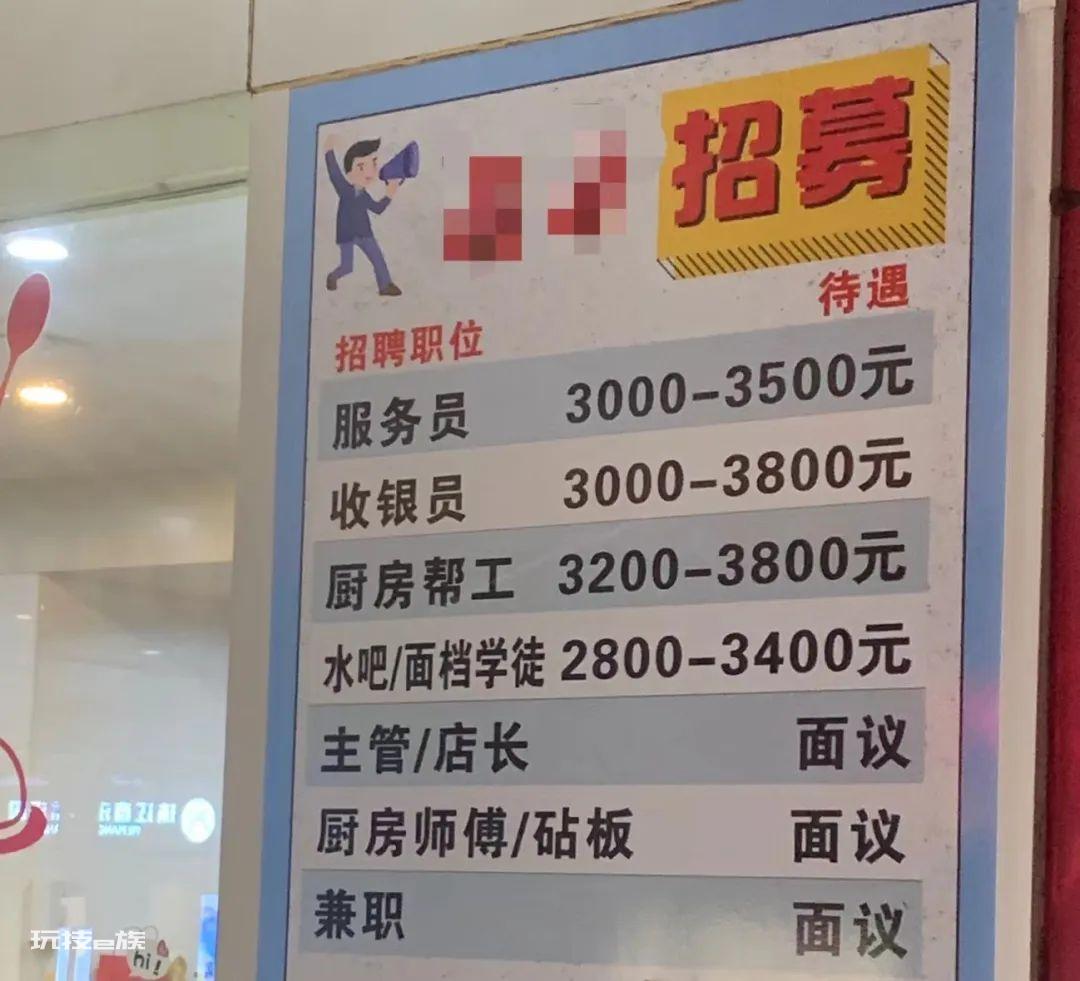 招募
待遇
招聘职位
服务员 3000-3500元
收银员 3000-3800元
厨房帮工 3200-3800元
水吧/面档学徒 2800-3400元
主管/店长 面议
厨房师傅/砧板 面议
兼职 面议
玩技e族
hi!